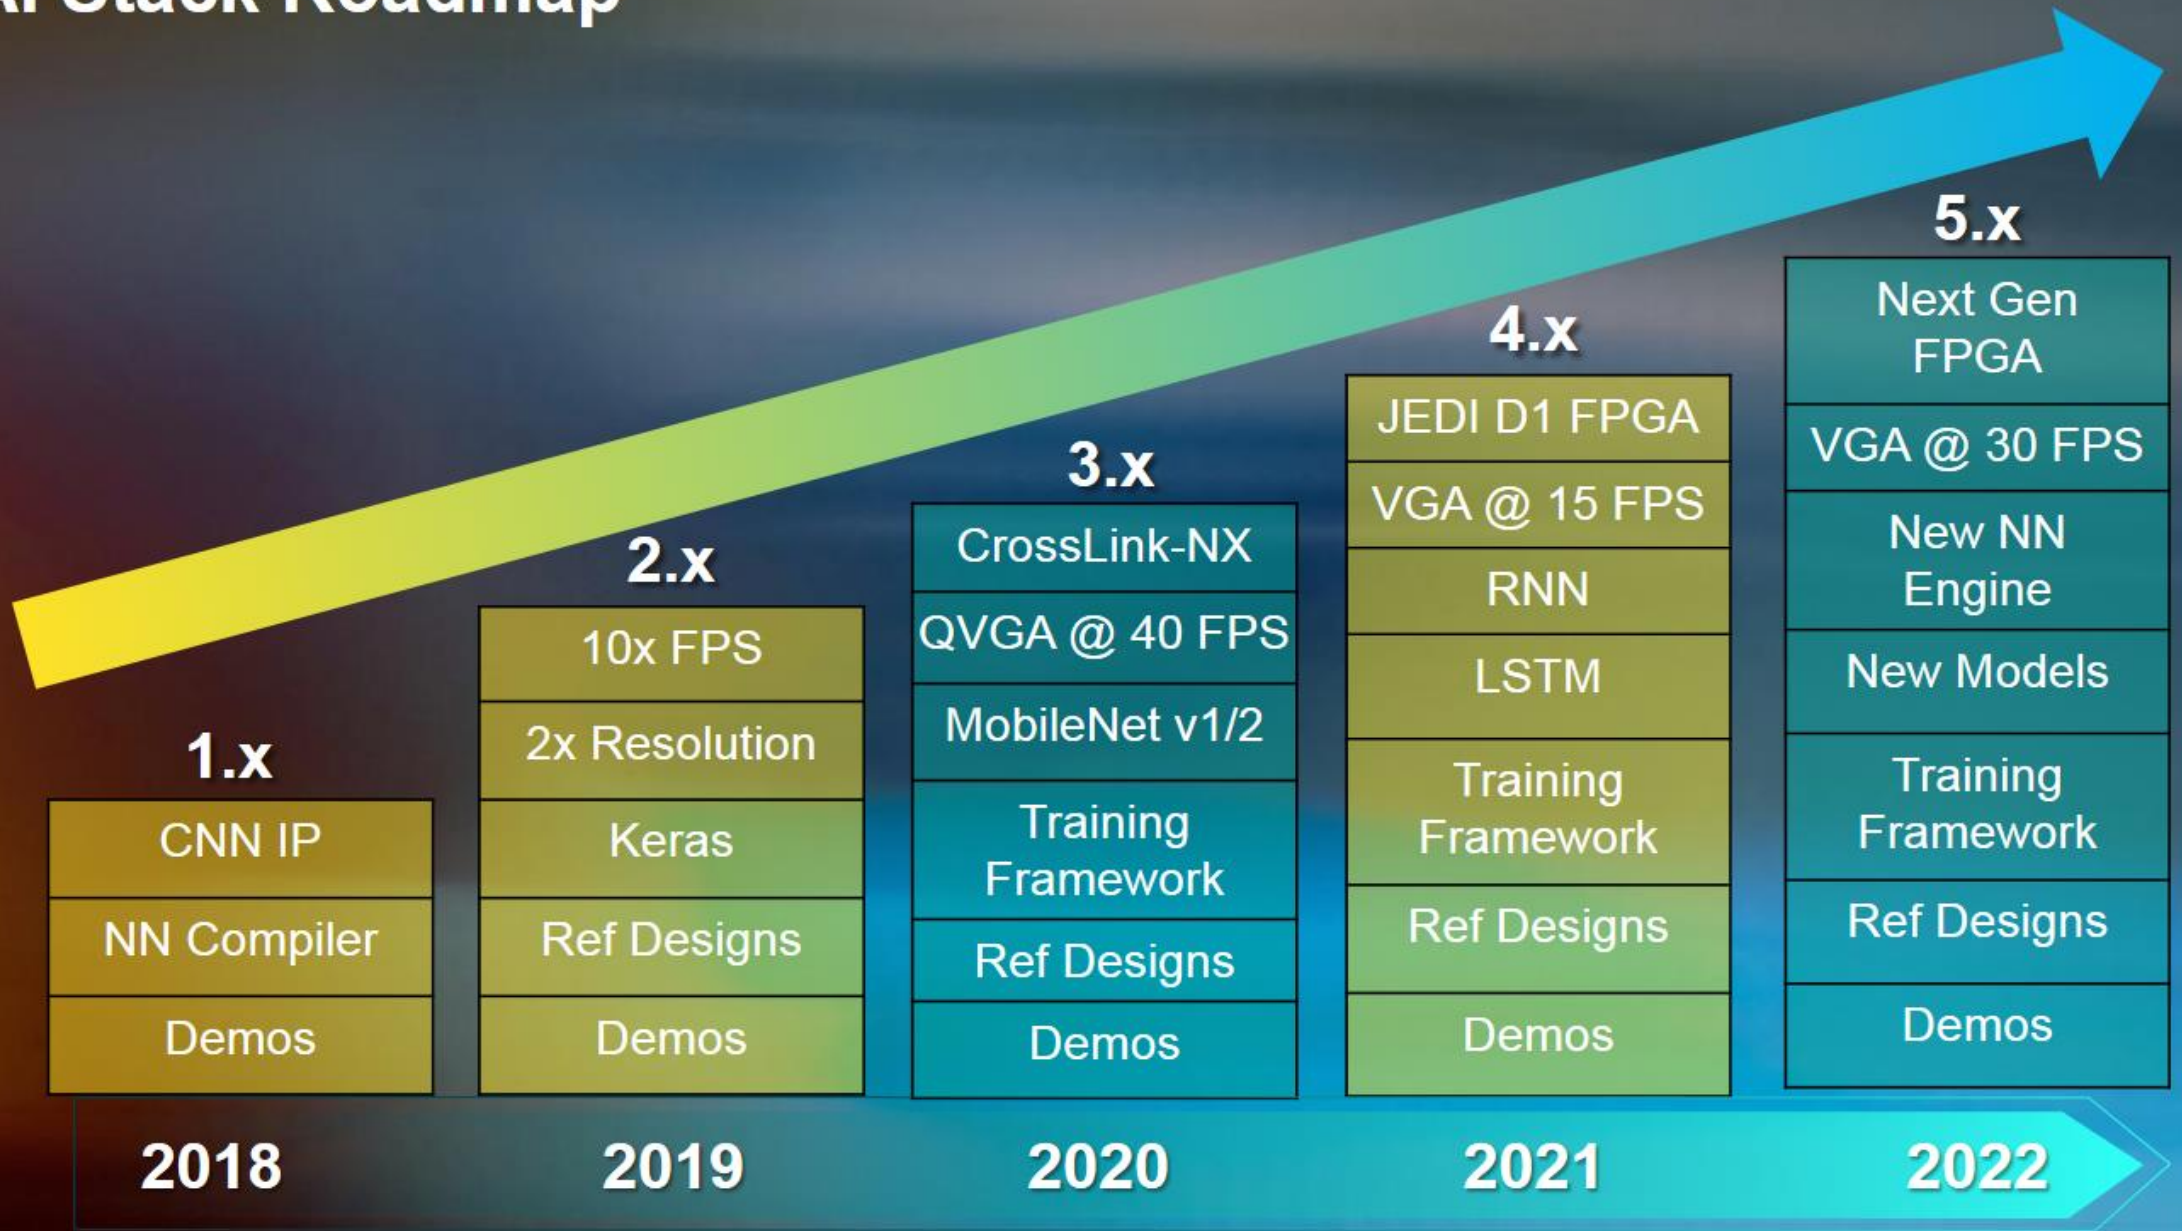 AI Stack Roadmap
1.x
CNN IP
NN Compiler
Demos
2018
2.x
10x FPS
2x Resolution
Keras
Ref Designs
Demos
2019
3.x
CrossLink-NX
QVGA @ 40 FPS
MobileNet v1/2
Training
Framework
Ref Designs
Demos
2020
4.x
JEDI D1 FPGA
VGA @ 15 FPS
RNN
LSTM
Training
Framework
Ref Designs
Demos
2021
5.x
Next Gen
FPGA
VGA @ 30 FPS
New NN
Engine
New Models
Training
Framework
Ref Designs
Demos
2022